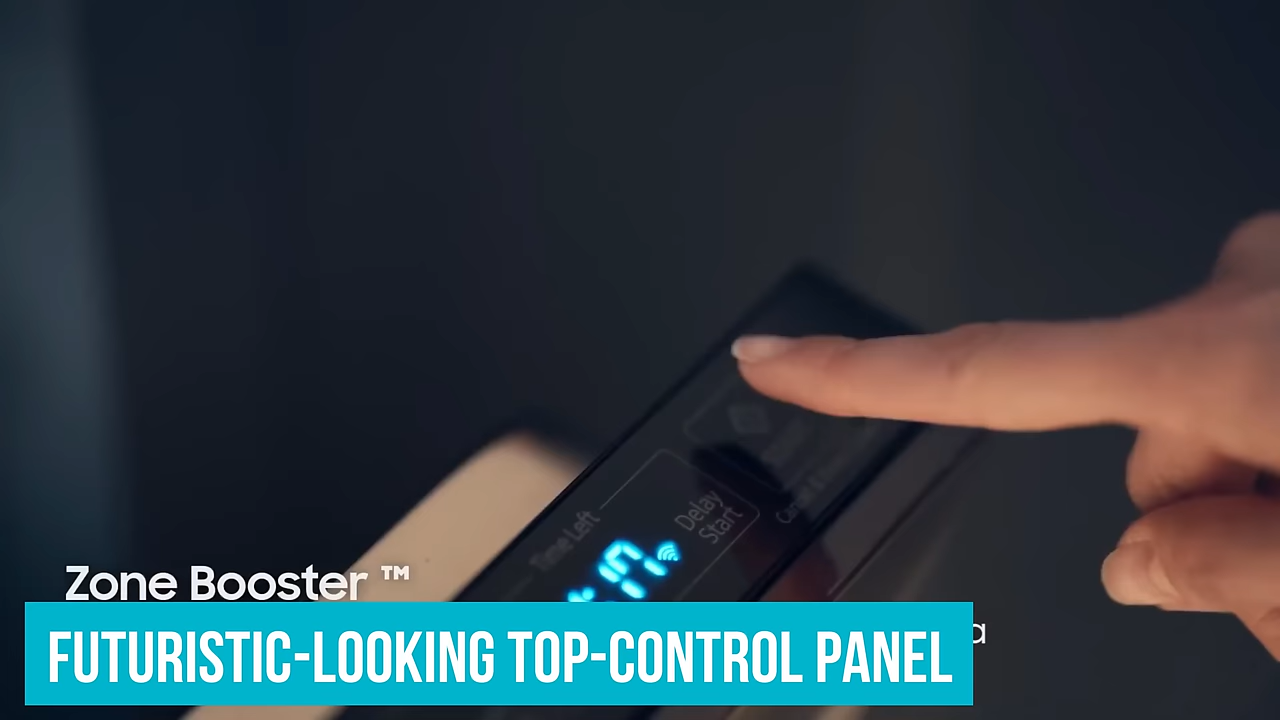 Time Left
Delay
Start
Zone Booster ™
FUTURISTIC-LOOKING TOP-CONTROL PANEL